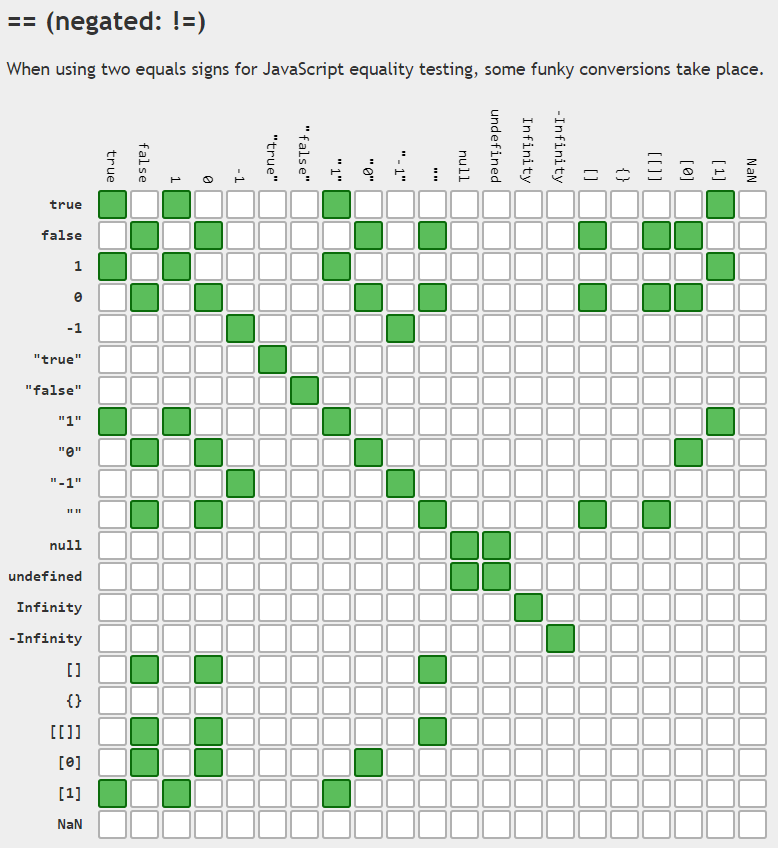 == (negated: !=)
When using two equals signs for JavaScript equality testing, some funky conversions take place.
true false 1 0 -1 "true" "false" "1" "0" "-1" "" null undefined Infinity -Infinity [] {} [[]] [0] [1] NaN
true
false
1
0
-1
"true"
"false"
"1"
"0"
"-1"
""
null
undefined
Infinity
-Infinity
[]
{}
[[]]
[0]
[1]
NaN